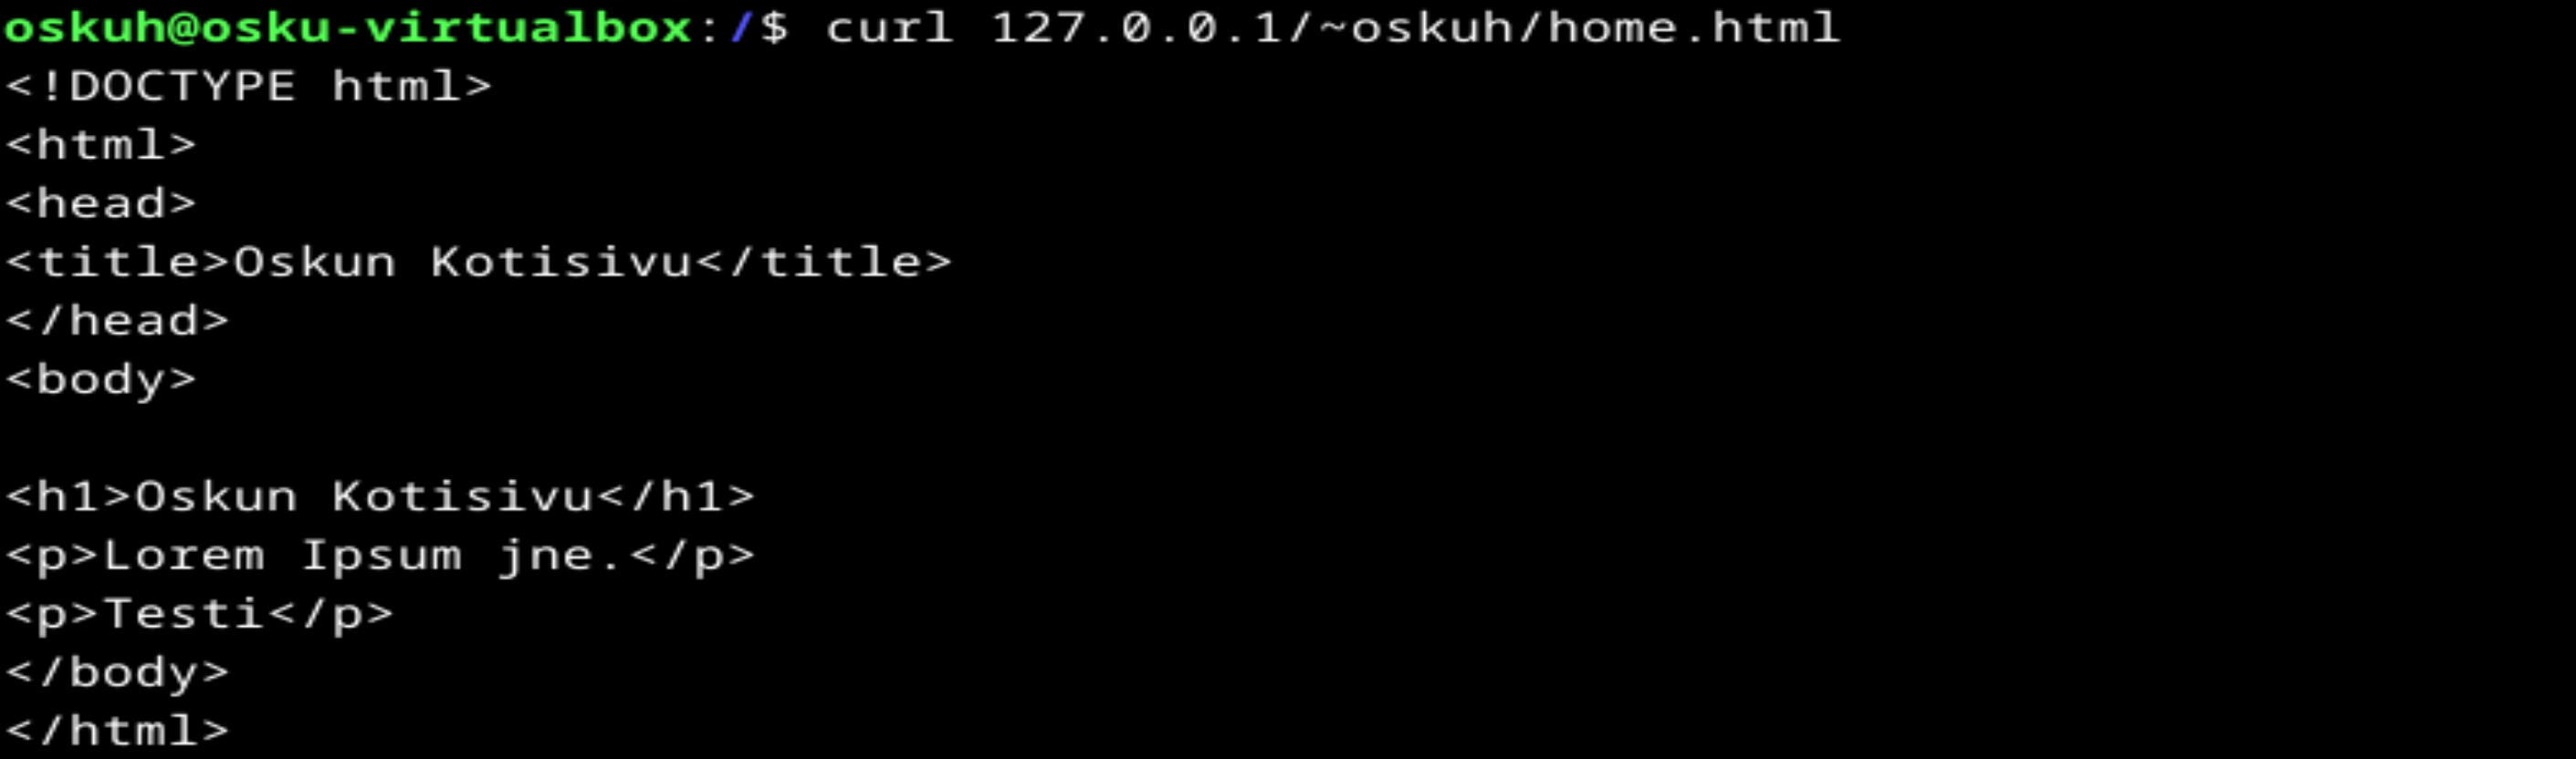 oskuh@osku-virtualbox:/$ curl 127.0.0.1/~oskuh/home.html
<!DOCTYPE html>
<html>
<head>
<title>Oskun Kotisivu</title>
</head>
<body>

<h1>Oskun Kotisivu</h1>
<p>Lorem Ipsum jne.</p>
<p>Testi</p>
</body>
</html>